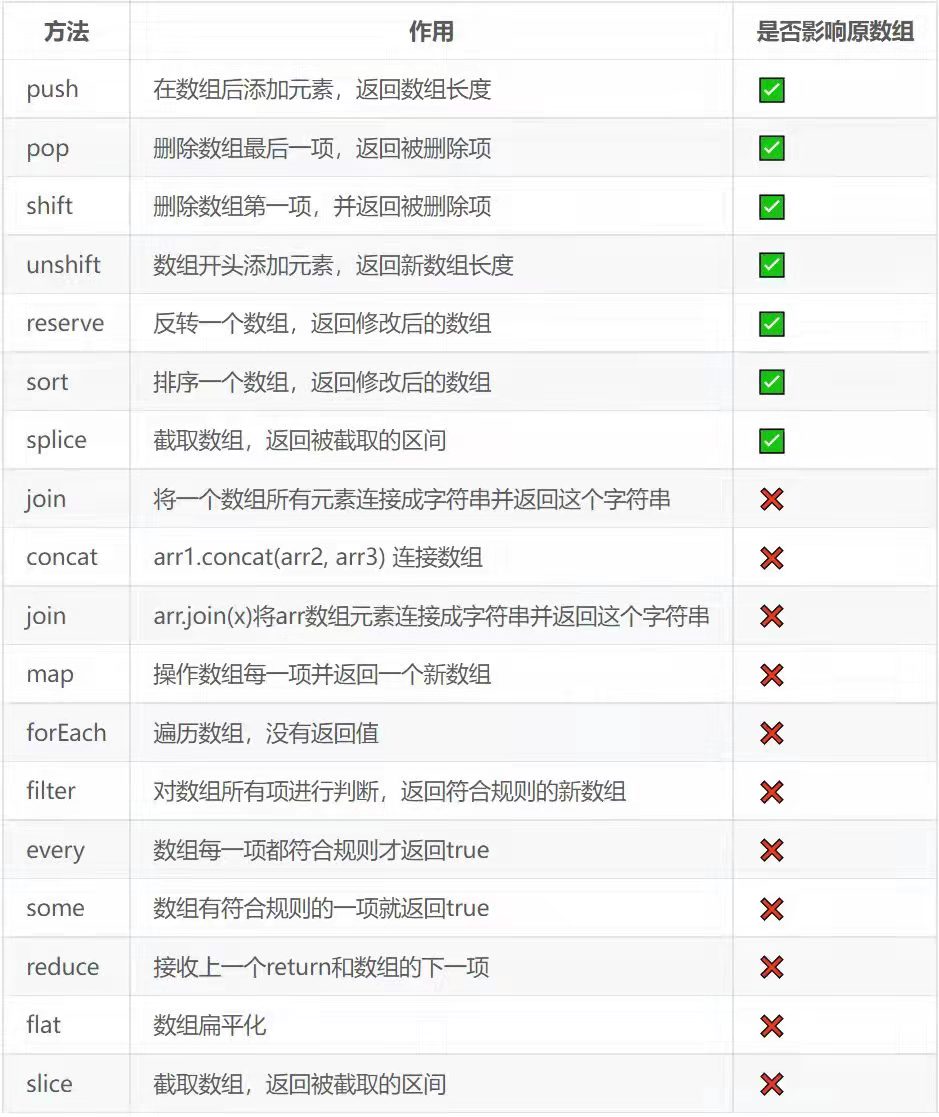 方法 作用 是否影响原数组
push 在数组后添加元素，返回数组长度 ✅
pop 删除数组最后一项，返回被删除项 ✅
shift 删除数组第一项，并返回被删除项 ✅
unshift 数组开头添加元素，返回新数组长度 ✅
reserve 反转一个数组，返回修改后的数组 ✅
sort 排序一个数组，返回修改后的数组 ✅
splice 截取数组，返回被截取的区间 ✅
join 将一个数组所有元素连接成字符串并返回这个字符串 ❌
concat arr1.concat(arr2, arr3) 连接数组 ❌
join arr.join(x)将arr数组元素连接成字符串并返回这个字符串 ❌
map 操作数组每一项并返回一个新数组 ❌
forEach 遍历数组，没有返回值 ❌
filter 对数组所有项进行判断，返回符合规则的新数组 ❌
every 数组每一项都符合规则才返回true ❌
some 数组有符合规则的一项就返回true ❌
reduce 接收上一个return和数组的下一项 ❌
flat 数组扁平化 ❌
slice 截取数组，返回被截取的区间 ❌